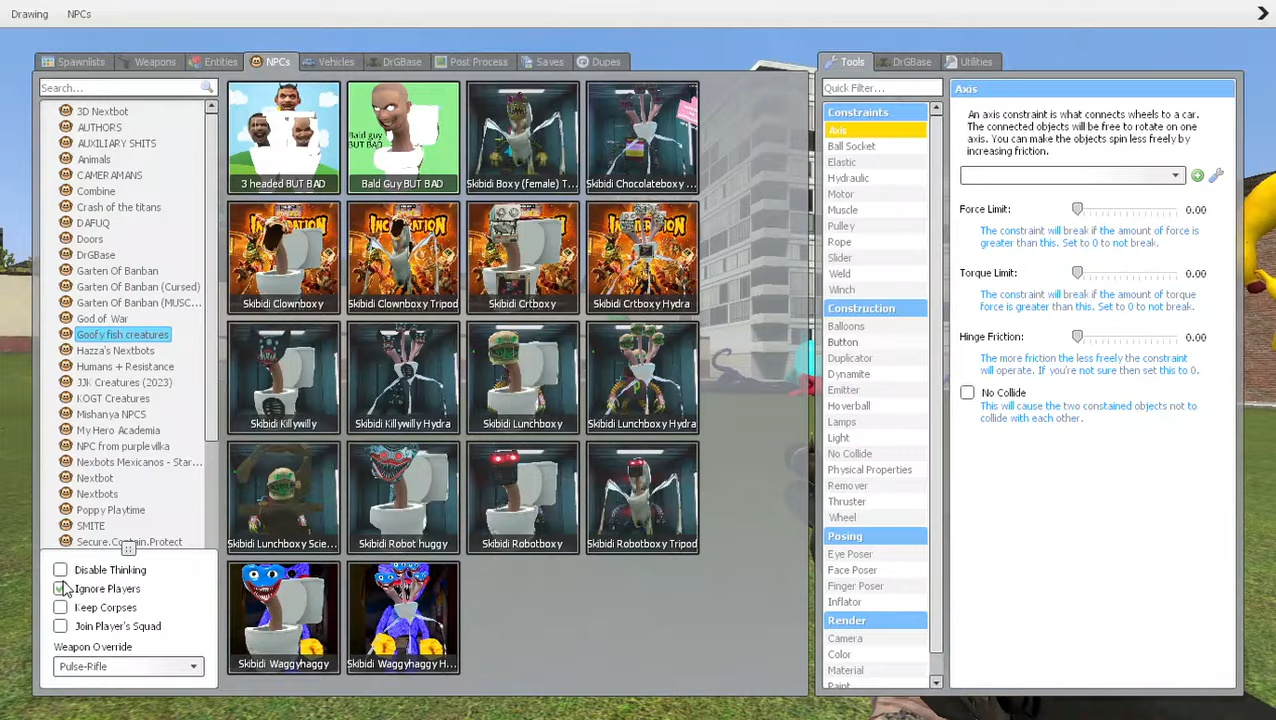 Drawing NPCs
Spawnlists Weapons Entities NPCs Vehicles DrGBase Post Process Saves Dupes
Search...
3D Nextbot
AUTHORS
AUXILIARY SHITS
Animals
CAMERAMANS
Combine
Crash of the titans
DAFUQ
Doors
DrGBase
Garten Of Banban
Garten Of Banban (Cursed)
Garten Of Banban (MUSC...
God of War
Goofy fish creatures
Hazza's Nextbots
Humans + Resistance
JJK Creatures (2023)
KOGT Creatures
Mishanya NPCS
My Hero Academia
NPC from purplevilka
Nexbots Mexicanos - Star...
Nextbot
Nextbots
Poppy Playtime
SMITE
Secure.Contain.Protect
Disable Thinking
Ignore Players
Keep Corpses
Join Player's Squad
Weapon Override
Pulse-Rifle
Bald guy
BUT BAD
3 headed BUT BAD
Bald Guy BUT BAD
Skibidi Boxy (female) T...
Skibidi Chocolateboxy ...
Skibidi Clownboxy
Skibidi Clownboxy Tripod
Skibidi Crtboxy
Skibidi Crtboxy Hydra
Skibidi Killywilly
Skibidi Killywilly Hydra
Skibidi Lunchboxy
Skibidi Lunchboxy Hydra
Skibidi Lunchboxy Scie...
Skibidi Robot huggy
Skibidi Robotboxy
Skibidi Robotboxy Tripod
Skibidi Waggyhaggy
Skibidi Waggyhaggy H...
Tools DrGBase Utilities
Quick Filter...
Constraints
Axis
Ball Socket
Elastic
Hydraulic
Motor
Muscle
Pulley
Rope
Slider
Weld
Winch
Construction
Balloons
Button
Duplicator
Dynamite
Emitter
Hoverball
Lamps
Light
No Collide
Physical Properties
Remover
Thruster
Wheel
Posing
Eye Poser
Face Poser
Finger Poser
Inflator
Render
Camera
Color
Material
Paint
Axis
An axis constraint is what connects wheels to a car.
The connected objects will be free to rotate on one
axis. You can make the objects spin less freely by
increasing friction.
Force Limit: 0.00
The constraint will break if the amount of force is
greater than this. Set to 0 to not break.
Torque Limit: 0.00
The constraint will break if the amount of torque
force is greater than this. Set to 0 to not break.
Hinge Friction: 0.00
The more friction the less freely the constraint
will operate. If you're not sure then set this to 0.
No Collide
This will cause the two constained objects not to
collide with each other.